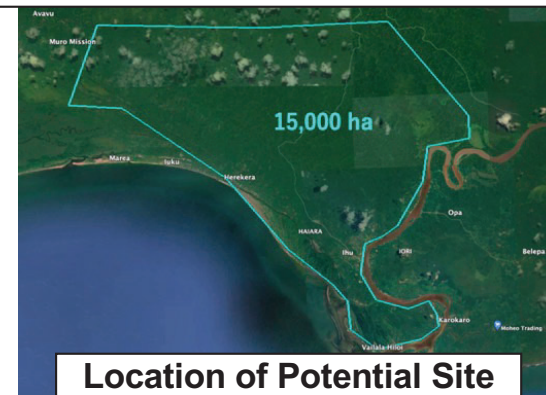 Avavu
Muro Mission
15,000 ha
Marea
Iuku
Herekera
Opa
HAIARA
Ihu
IORI
Belepa
Karokaro
Moheo Trading
Vailala Hiloi
Location of Potential Site